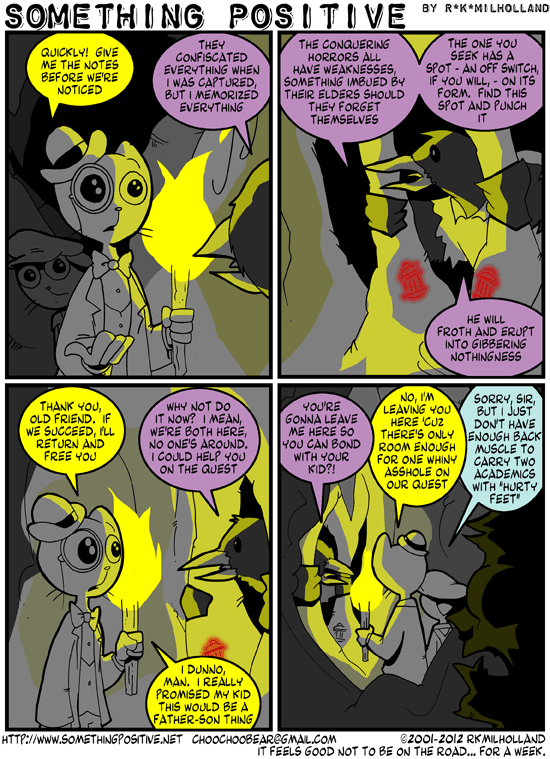 SOMETHING POSITIVE BY R*K*MILHOLLAND
QUICKLY! GIVE
ME THE NOTES
BEFORE WE'RE
NOTICED
THEY
CONFISCATED
EVERYTHING WHEN
I WAS CAPTURED,
BUT I MEMORIZED
EVERYTHING
THE CONQUERING
HORRORS ALL
HAVE WEAKNESSES,
SOMETHING IMBUED BY
THEIR ELDERS SHOULD
THEY FORGET
THEMSELVES
THE ONE YOU
SEEK HAS A
SPOT - AN OFF SWITCH,
IF YOU WILL, - ON ITS
FORM. FIND THIS
SPOT AND PUNCH
IT
HE WILL
FROTH AND ERUPT
INTO GIBBERING
NOTHINGNESS
THANK YOU,
OLD FRIEND. IF
WE SUCCEED, I'LL
RETURN AND
FREE YOU
WHY NOT DO
IT NOW? I MEAN,
WE'RE BOTH HERE,
NO ONE'S AROUND,
I COULD HELP YOU
ON THE QUEST
I DUNNO,
MAN. I REALLY
PROMISED MY KID
THIS WOULD BE A
FATHER-SON THING
YOU'RE
GONNA LEAVE
ME HERE SO
YOU CAN BOND
WITH YOUR
KID?!
NO, I'M
LEAVING YOU
HERE 'CUZ
THERE'S ONLY
ROOM ENOUGH
FOR ONE WHINY
ASSHOLE ON
OUR QUEST
SORRY, SIR,
BUT I JUST
DON'T HAVE
ENOUGH BACK
MUSCLE TO
CARRY TWO
ACADEMICS
WITH "HURTY
FEET"
HTTP://WWW.SOMETHINGPOSITIVE.NET CHOOCHOOBEAR@GMAIL.COM ©2001-2012 RKMILHOLLAND
IT FEELS GOOD NOT TO BE ON THE ROAD... FOR A WEEK.